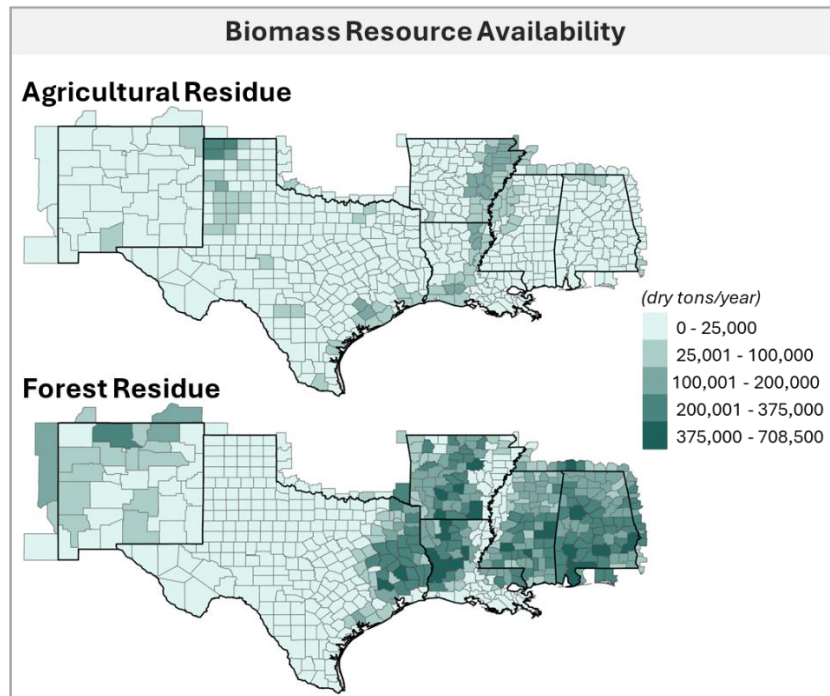 Biomass Resource Availability
Agricultural Residue
(dry tons/year)
0 - 25,000
25,001 - 100,000
100,001 - 200,000
200,001 - 375,000
375,000 - 708,500
Forest Residue